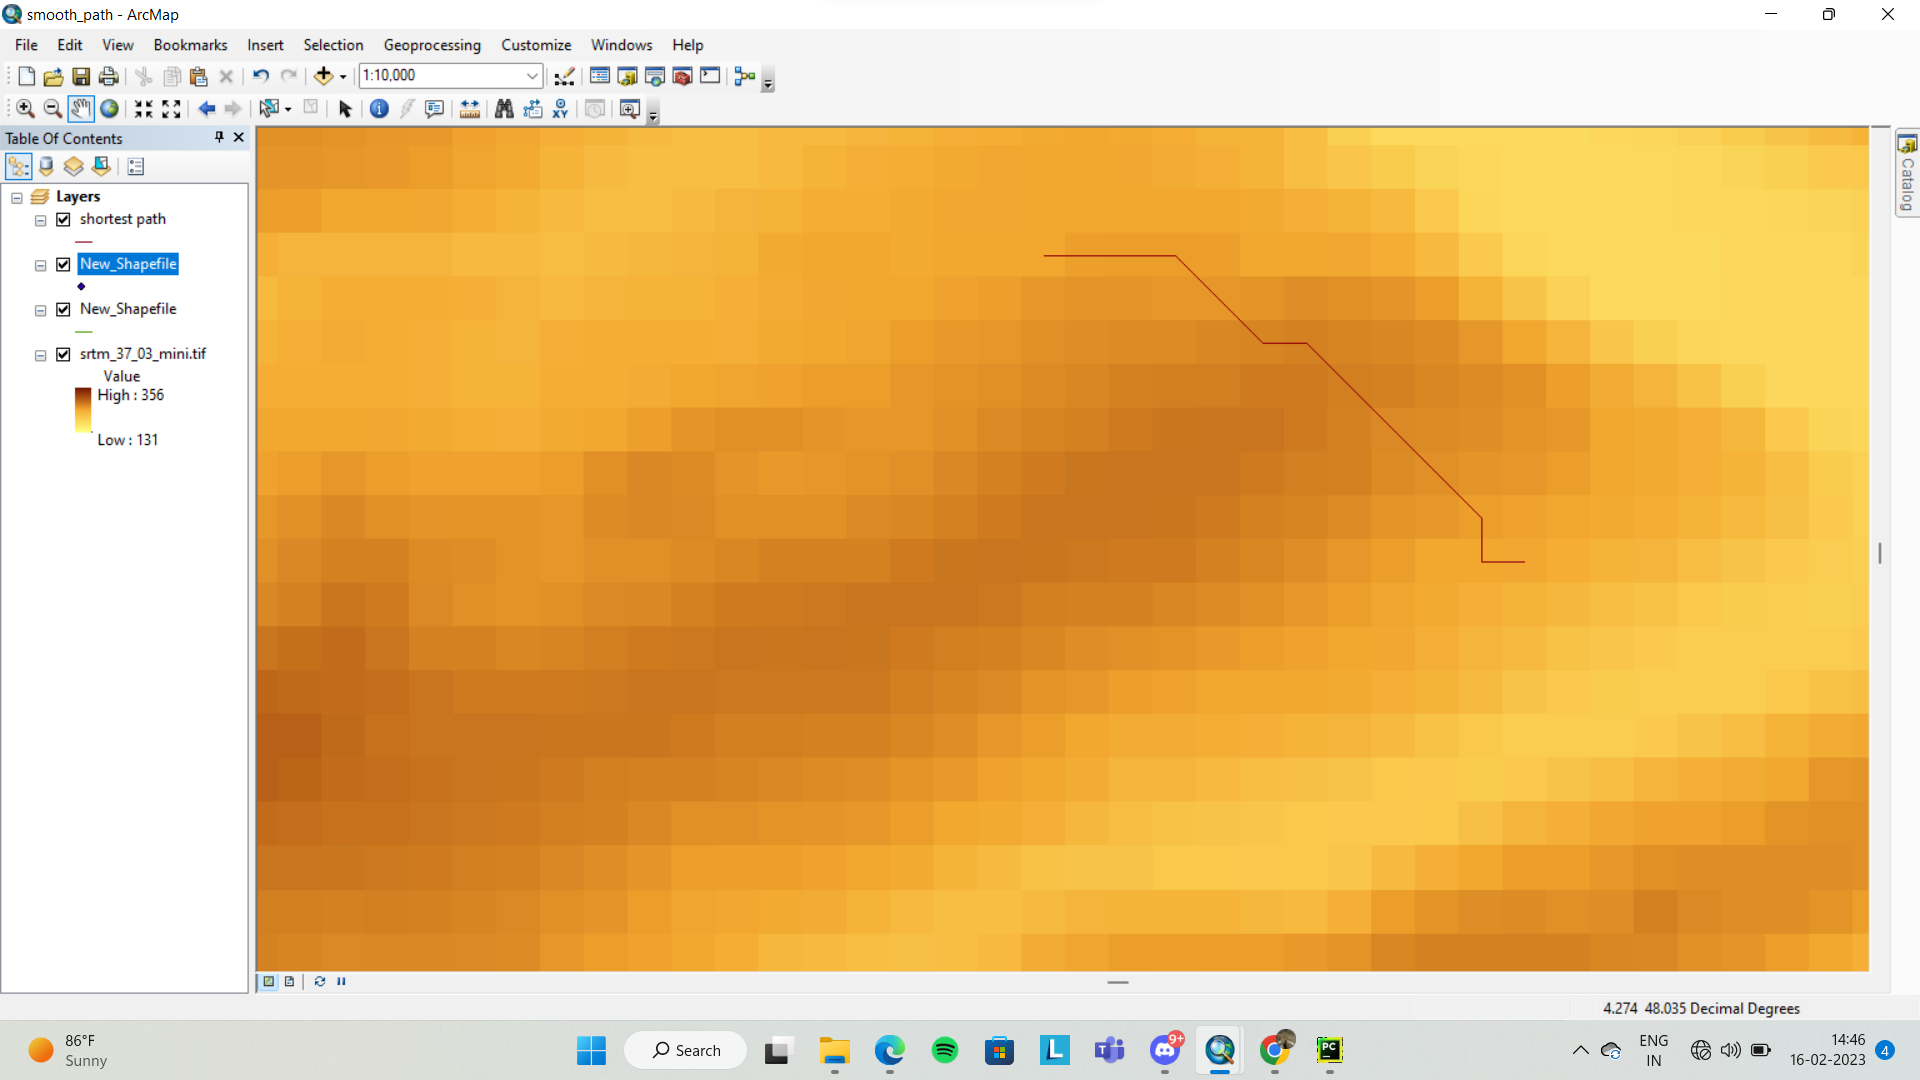 smooth_path - ArcMap
File Edit View Bookmarks Insert Selection Geoprocessing Customize Windows Help
1:10,000
XY
Table Of Contents
Layers
shortest path
New_Shapefile
New_Shapefile
srtm_37_03_mini.tif
Value
High : 356
Low : 131
Catalog
4.274 48.035 Decimal Degrees
86°F
Sunny
Search
9+
PC
ENG
IN
14:46
16-02-2023
4